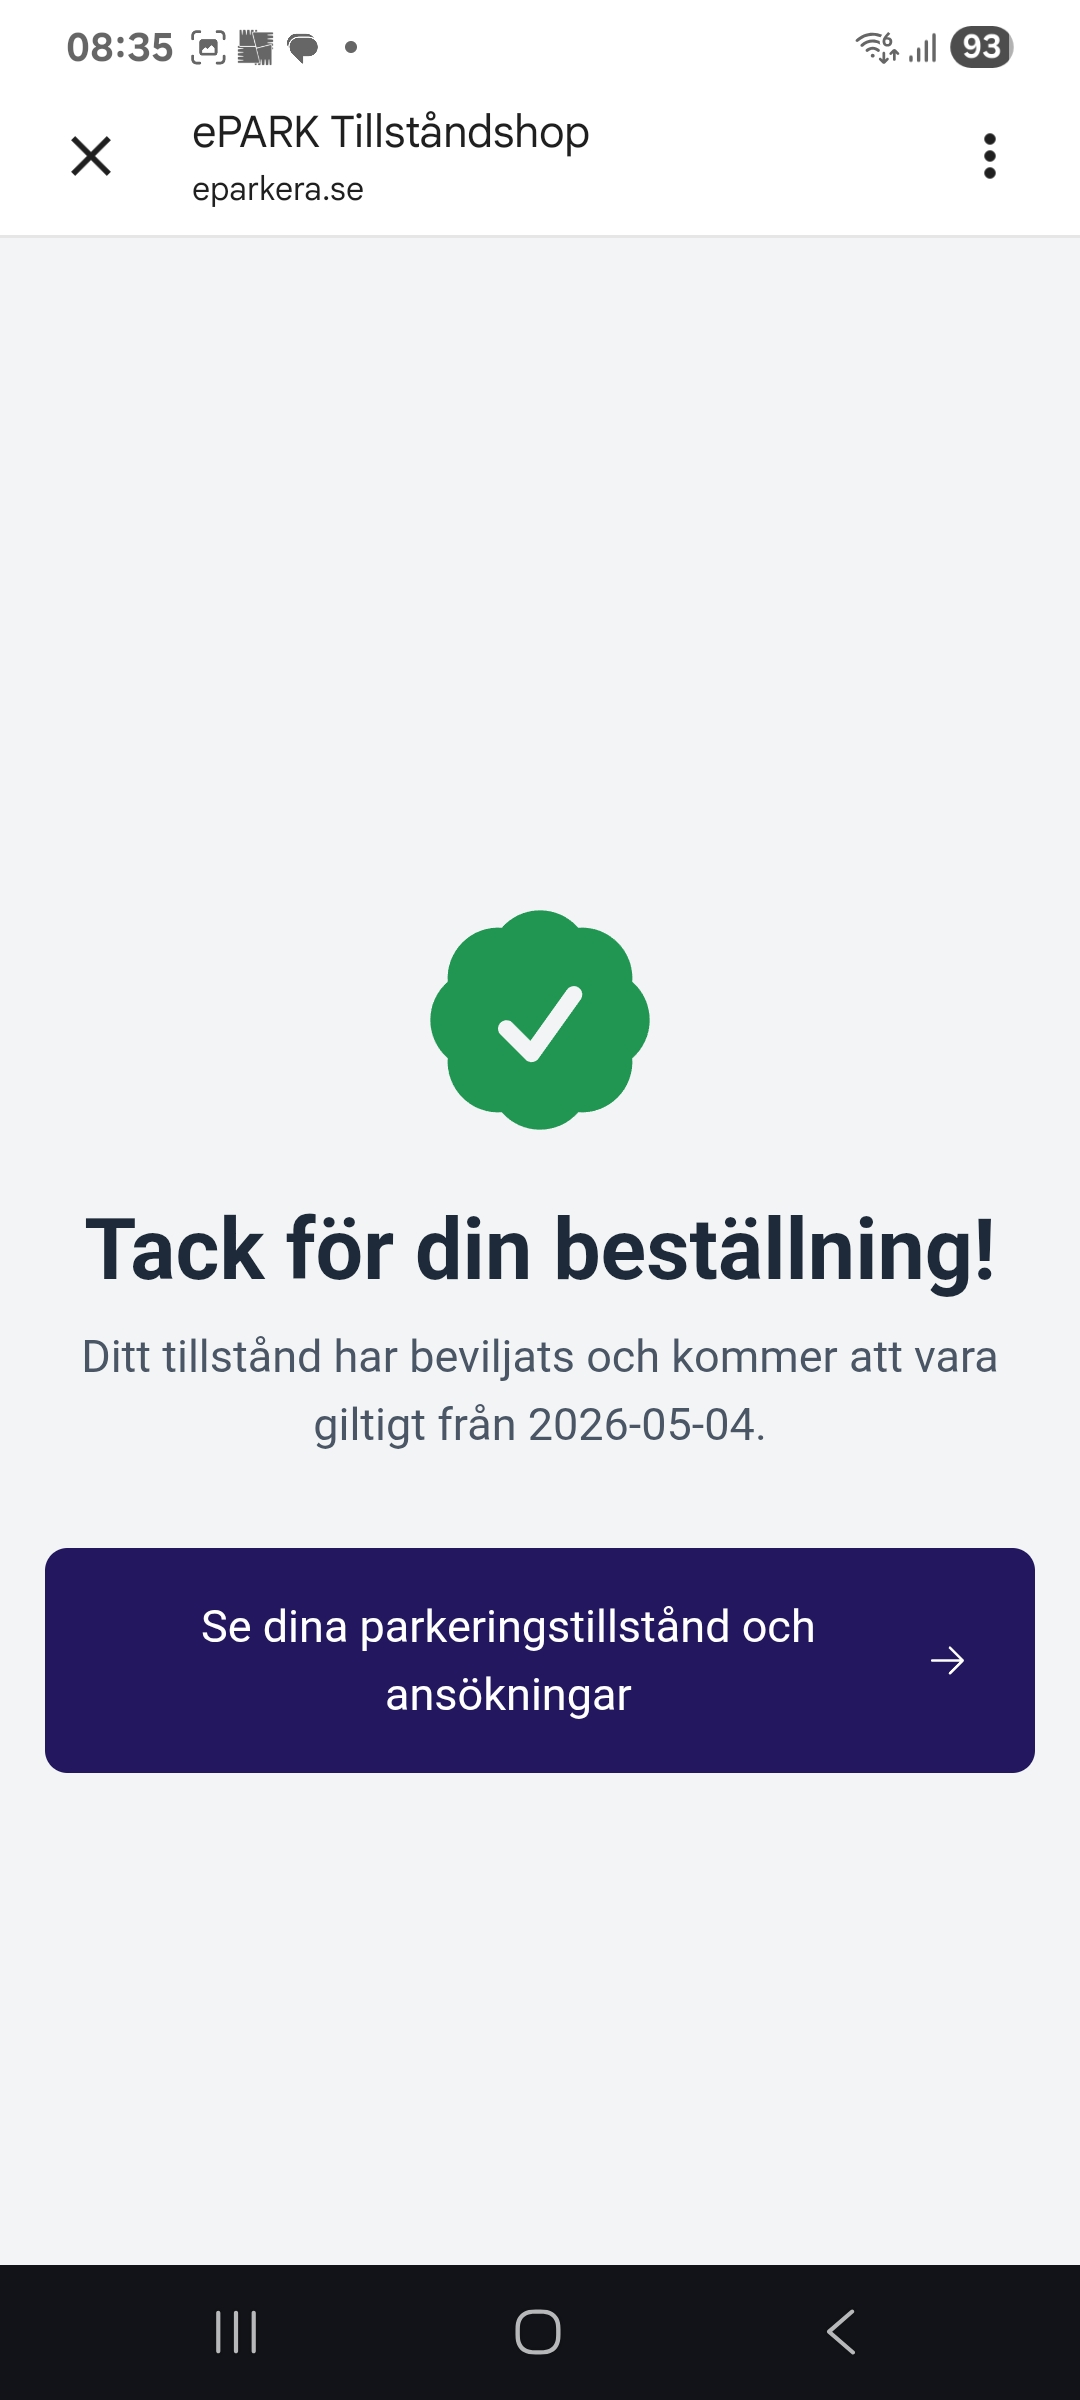 08:35
6
93
ePARK Tillståndshop
eparkera.se
Tack för din beställning!
Ditt tillstånd har beviljats och kommer att vara
giltigt från 2026-05-04.
Se dina parkeringstillstånd och
ansökningar